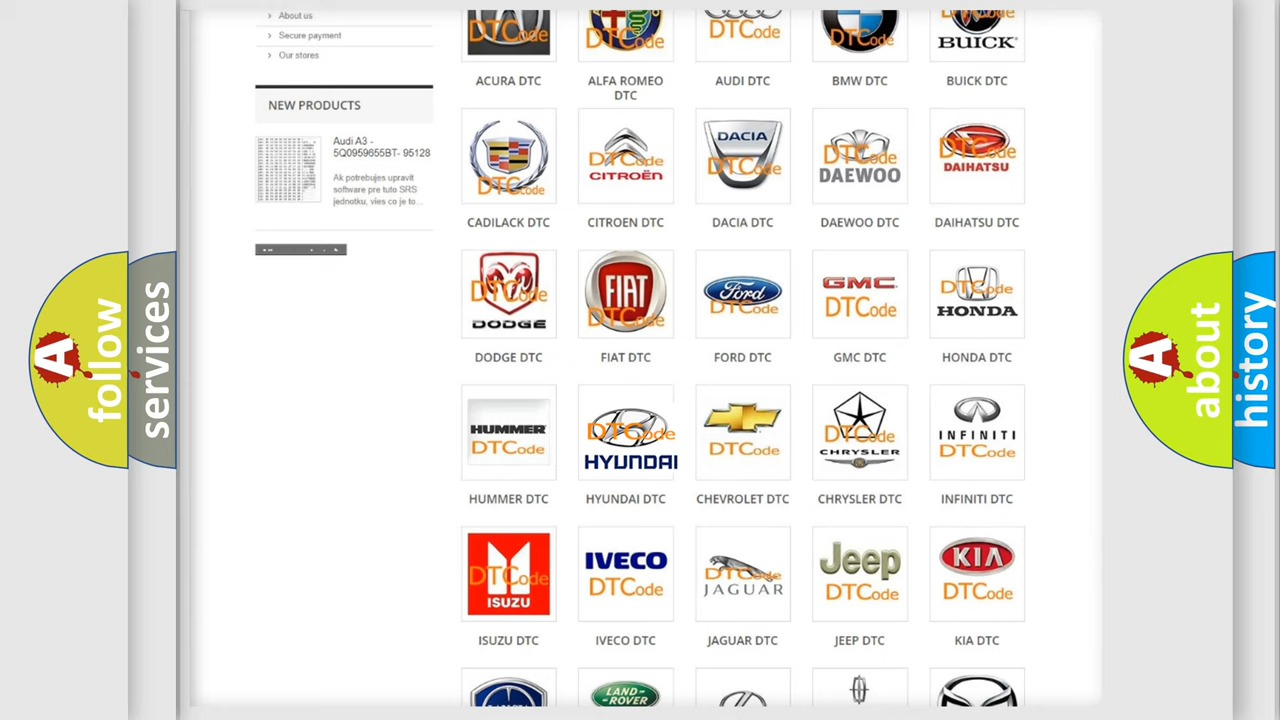 About us
Secure payment
Our stores
NEW PRODUCTS
Audi A3 -
5Q0959655BT- 95128
Ak potrebujes upravit
software pre tuto SRS
jednotku, vies co je to...
DTCode
DTCode
DTCode
DTCode
BUICK
ACURA DTC
ALFA ROMEO
DTC
AUDI DTC
BMW DTC
BUICK DTC
DTCode
DTCode
CITROËN
DACIA
DTCode
DTCode
DAEWOO
DTCode
DAIHATSU
CADILACK DTC
CITROEN DTC
DACIA DTC
DAEWOO DTC
DAIHATSU DTC
DTCode
DODGE
FIAT
DTCode
Ford
DTCode
GMC
DTCode
DTCode
HONDA
DODGE DTC
FIAT DTC
FORD DTC
GMC DTC
HONDA DTC
HUMMER
DTCode
DTCode
HYUNDAI
DTCode
DTCode
CHRYSLER
INFINITI
DTCode
HUMMER DTC
HYUNDAI DTC
CHEVROLET DTC
CHRYSLER DTC
INFINITI DTC
DTCode
ISUZU
IVECO
DTCode
DTCode
JAGUAR
Jeep
DTCode
KIA
DTCode
ISUZU DTC
IVECO DTC
JAGUAR DTC
JEEP DTC
KIA DTC
LAND-
ROVER
A follow
services
A about
history